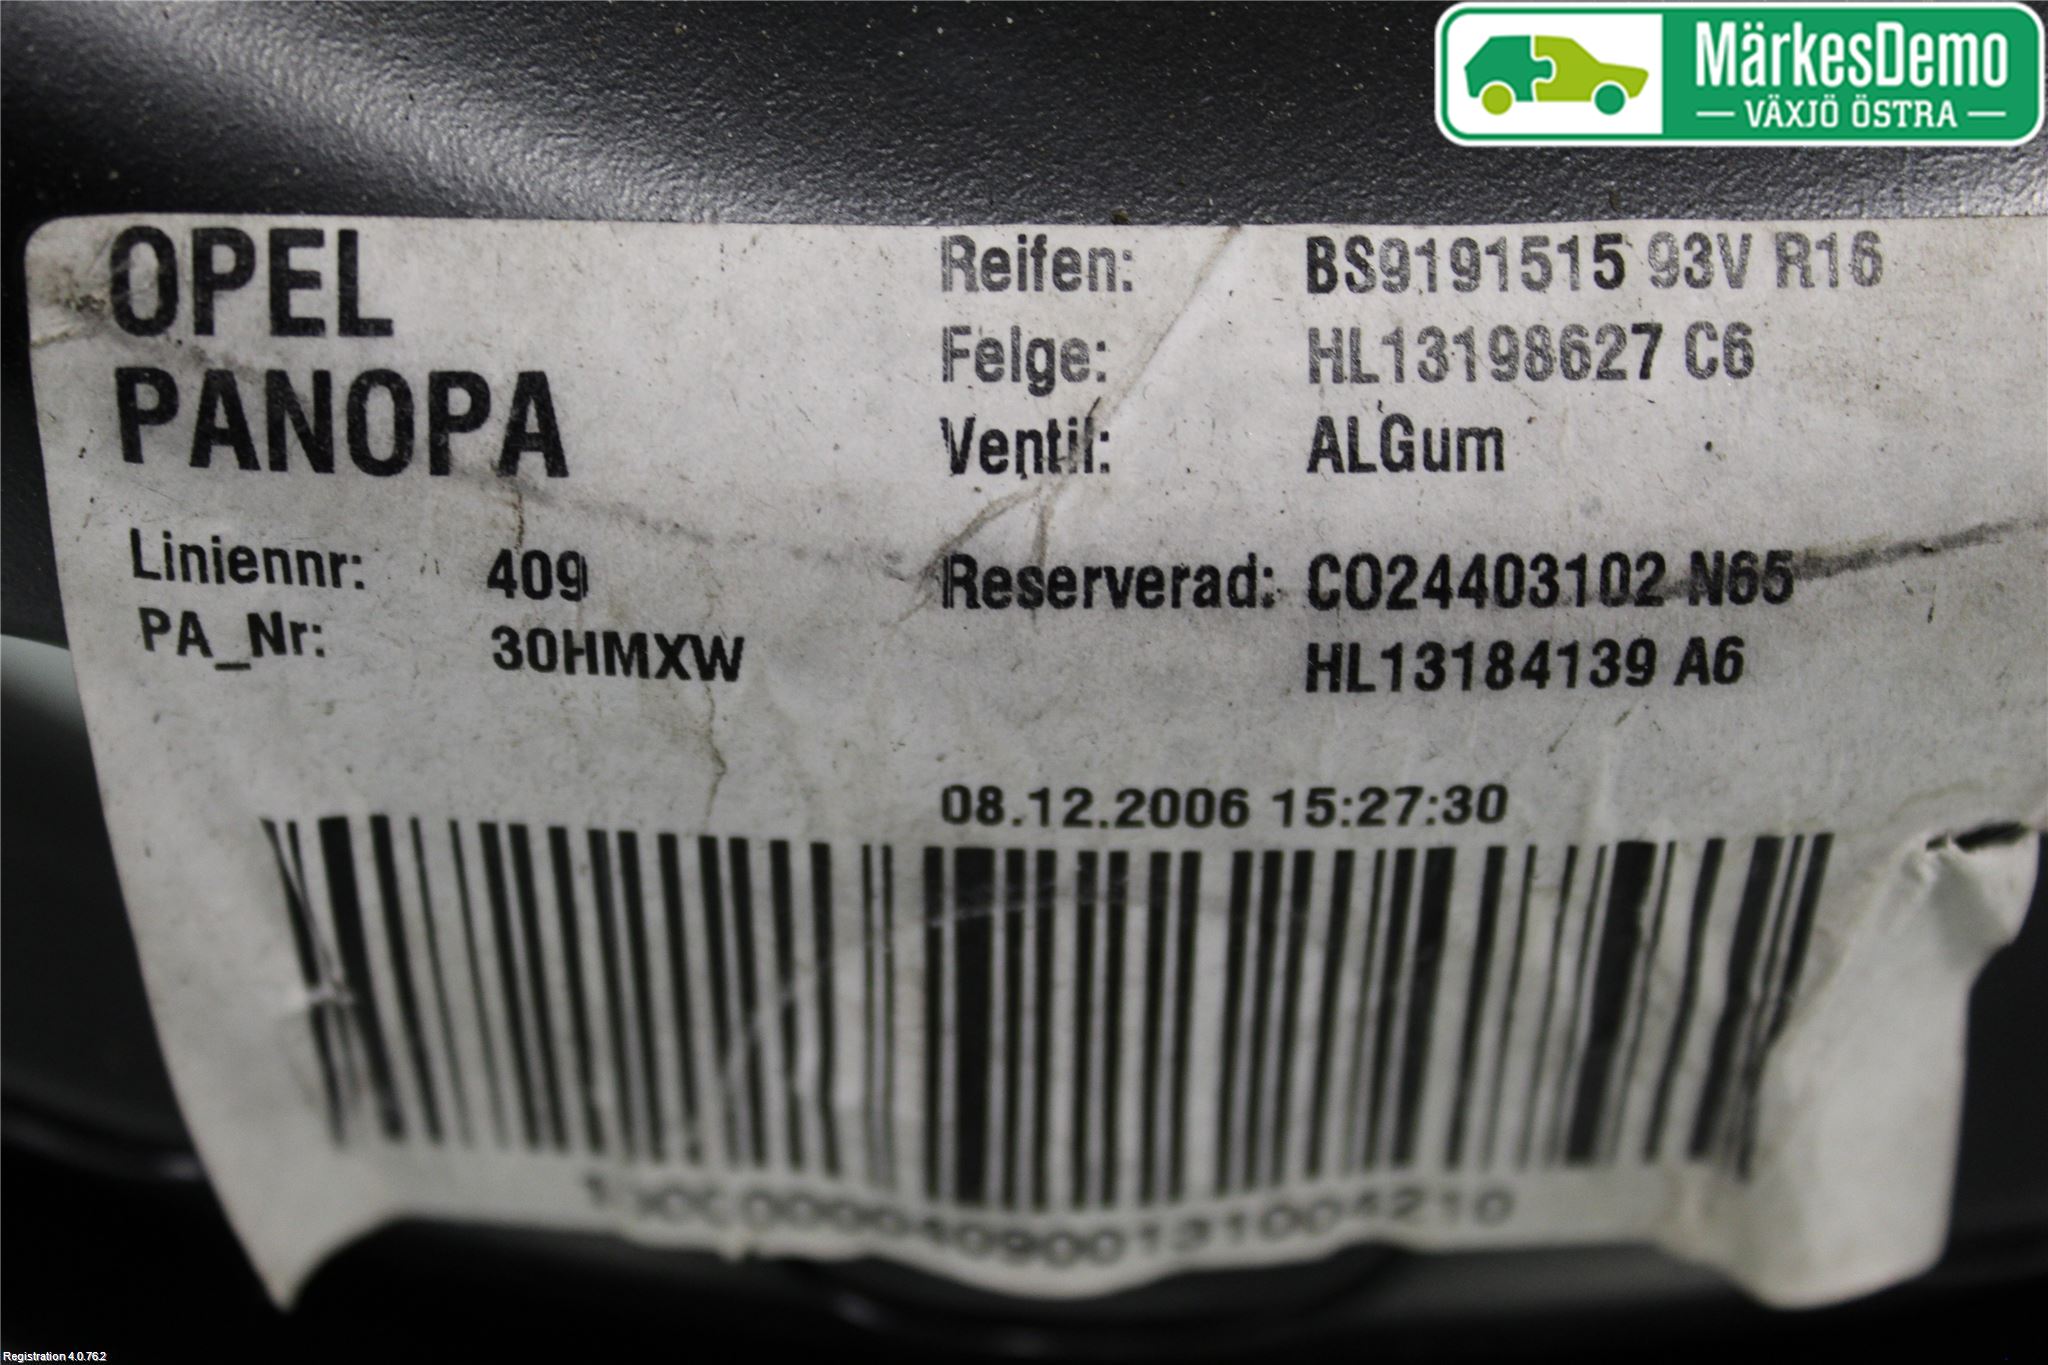 MärkesDemo
VÄXJÖ ÖSTRA
OPEL
PANOPA
Liniennr: 409
PA_Nr: 30HMXW
Reifen: BS9191515 93V R16
Felge: HL13198627 C6
Ventil: ALGum
Reserverad: CO24403102 N65
HL13184139 A6
08.12.2006 15:27:30
Registration 4.0.76.2